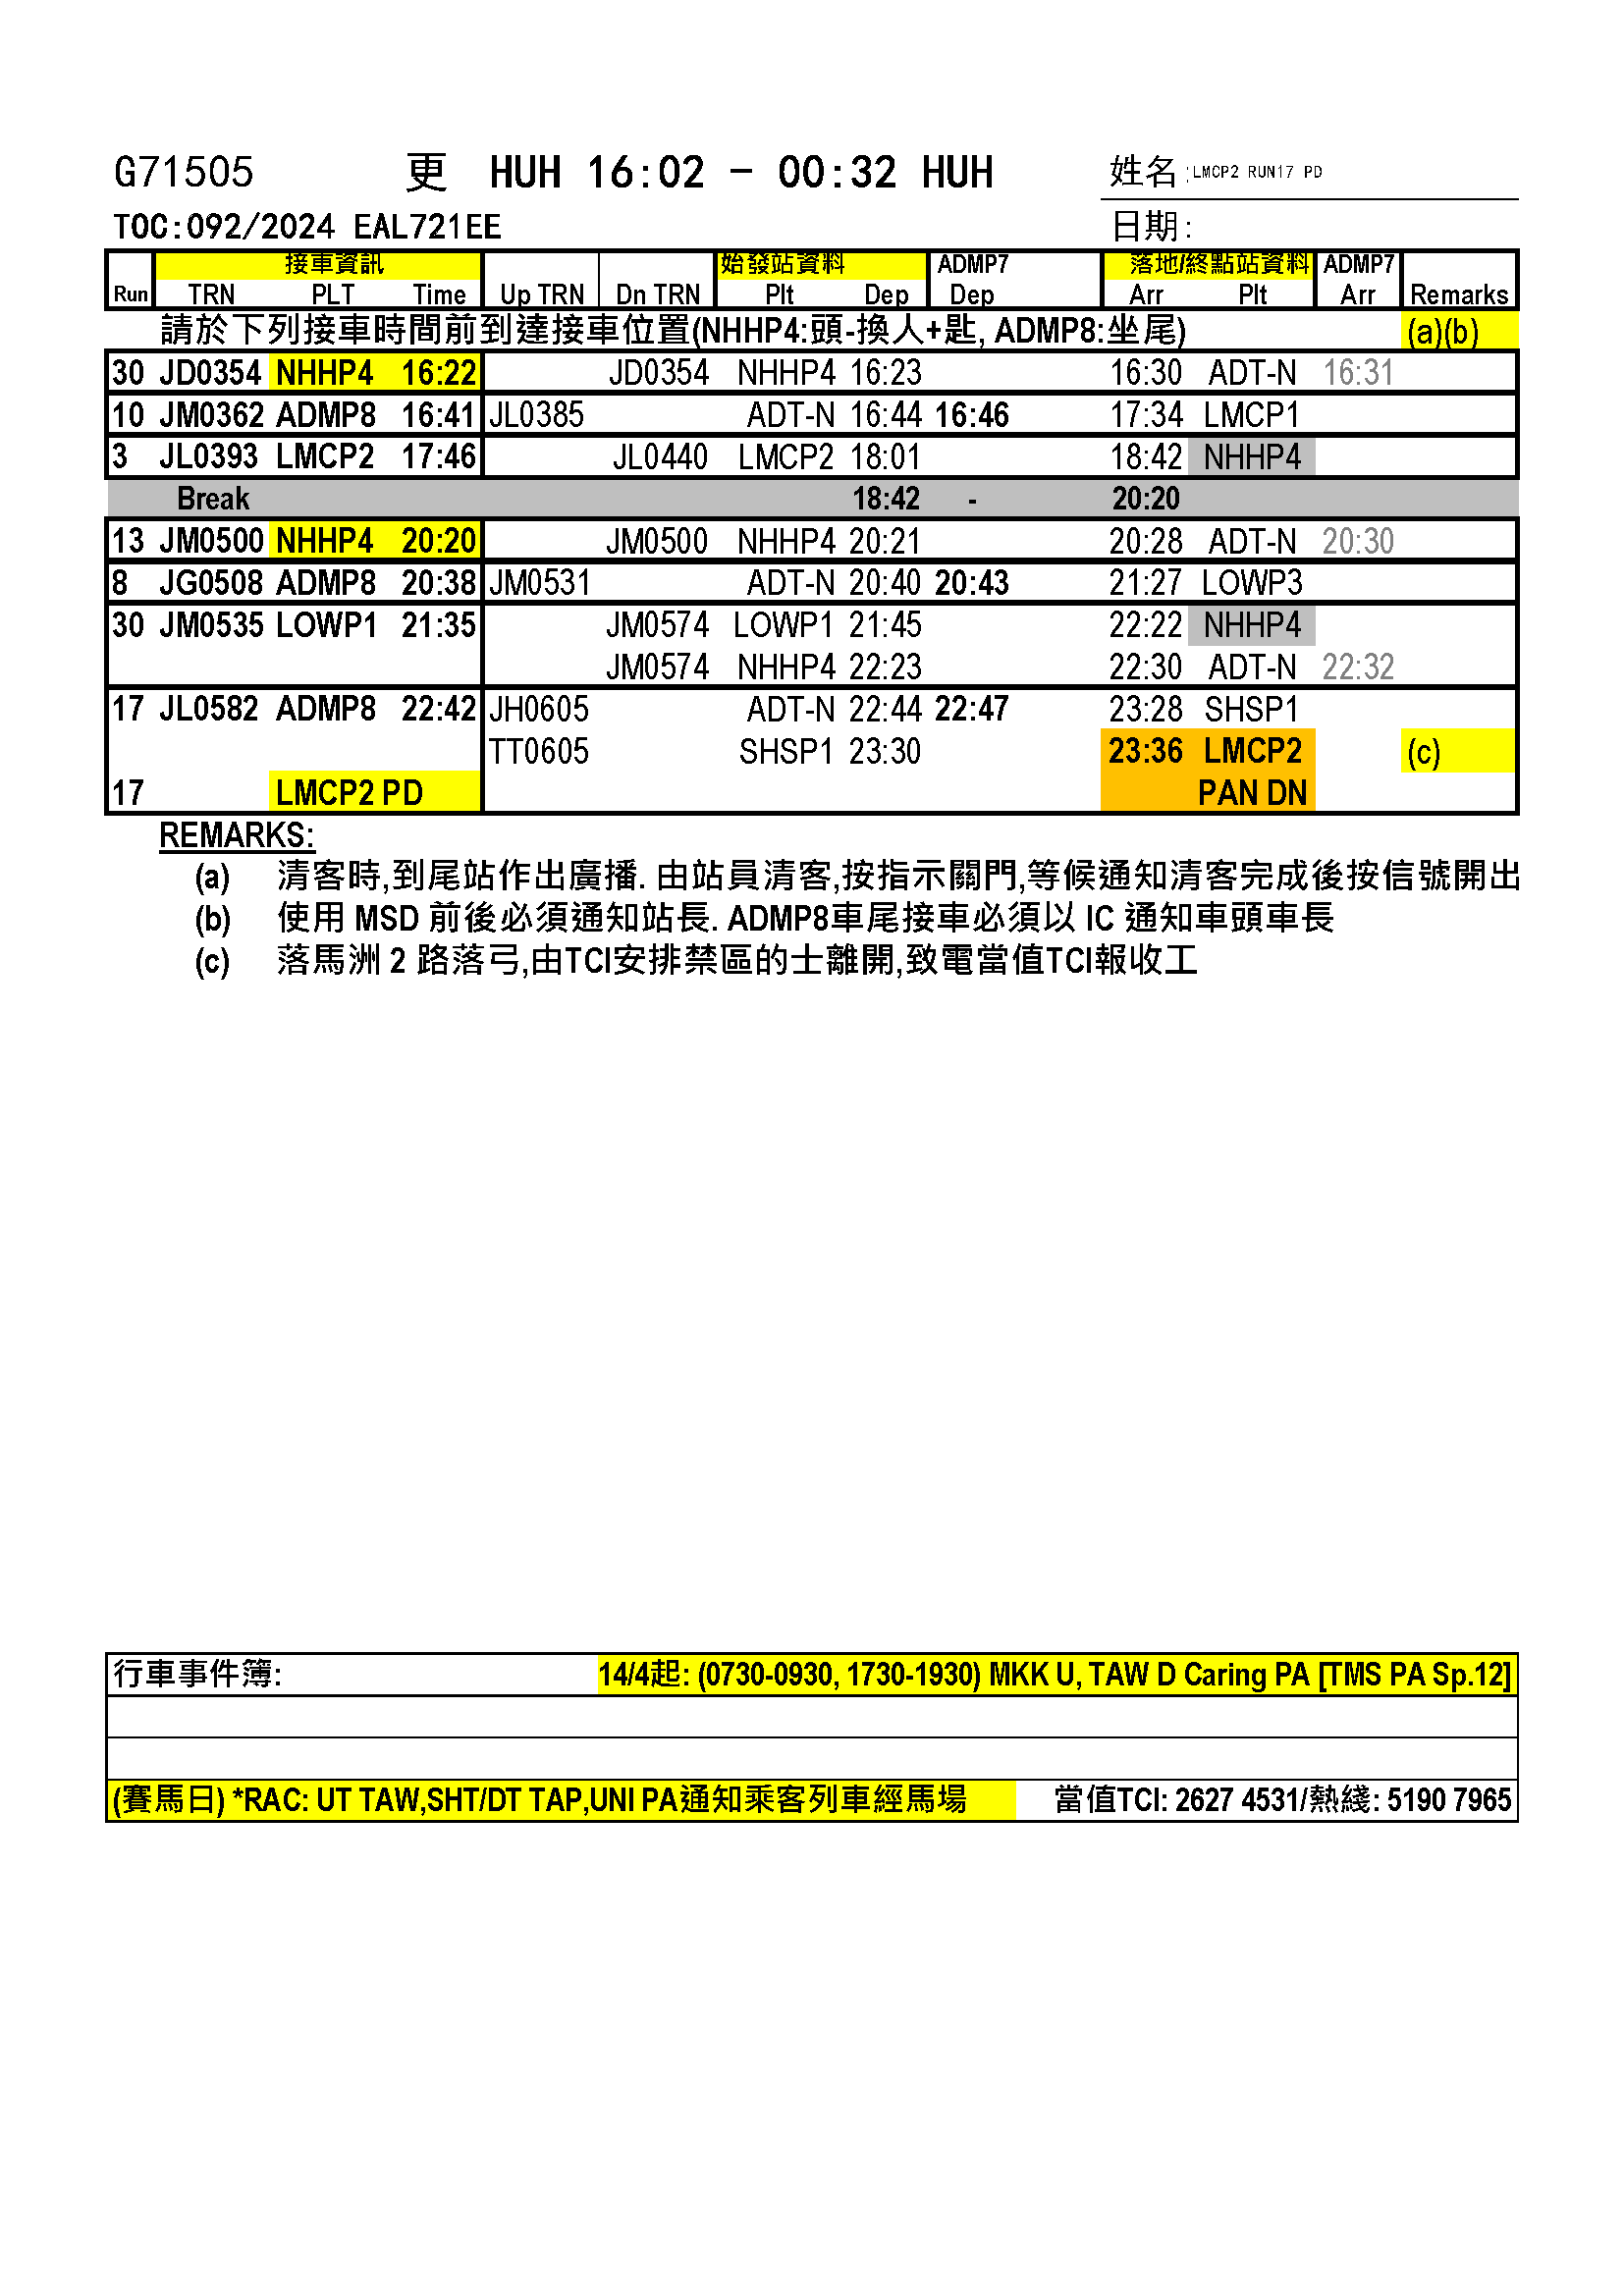 G71505 更 HUH 16:02 - 00:32 HUH 姓名:LMCP2 RUN17 PD
TOC:092/2024 EAL721EE 日期:
接車資訊 始發站資料 ADMP7 落地/終點站資料 ADMP7
Run TRN PLT Time Up TRN Dn TRN Plt Dep Dep Arr Plt Arr Remarks
請於下列接車時間前到達接車位置(NHHP4:頭-換人+匙, ADMP8:坐尾) (a)(b)
30 JD0354 NHHP4 16:22 JD0354 NHHP4 16:23 16:30 ADT-N 16:31
10 JM0362 ADMP8 16:41 JL0385 ADT-N 16:44 16:46 17:34 LMCP1
3 JL0393 LMCP2 17:46 JL0440 LMCP2 18:01 18:42 NHHP4
Break 18:42 - 20:20
13 JM0500 NHHP4 20:20 JM0500 NHHP4 20:21 20:28 ADT-N 20:30
8 JG0508 ADMP8 20:38 JM0531 ADT-N 20:40 20:43 21:27 LOWP3
30 JM0535 LOWP1 21:35 JM0574 LOWP1 21:45 22:22 NHHP4
JM0574 NHHP4 22:23 22:30 ADT-N 22:32
17 JL0582 ADMP8 22:42 JH0605 ADT-N 22:44 22:47 23:28 SHSP1
TT0605 SHSP1 23:30 23:36 LMCP2 (c)
17 LMCP2 PD PAN DN
REMARKS:
(a) 清客時,到尾站作出廣播. 由站員清客,按指示關門,等候通知清客完成後按信號開出
(b) 使用 MSD 前後必須通知站長. ADMP8車尾接車必須以 IC 通知車頭車長
(c) 落馬洲 2 路落弓,由TCI安排禁區的士離開,致電當值TCI報收工
行車事件簿: 14/4起: (0730-0930, 1730-1930) MKK U, TAW D Caring PA [TMS PA Sp.12]
(賽馬日) *RAC: UT TAW,SHT/DT TAP,UNI PA通知乘客列車經馬場 當值TCI: 2627 4531/熱綫: 5190 7965